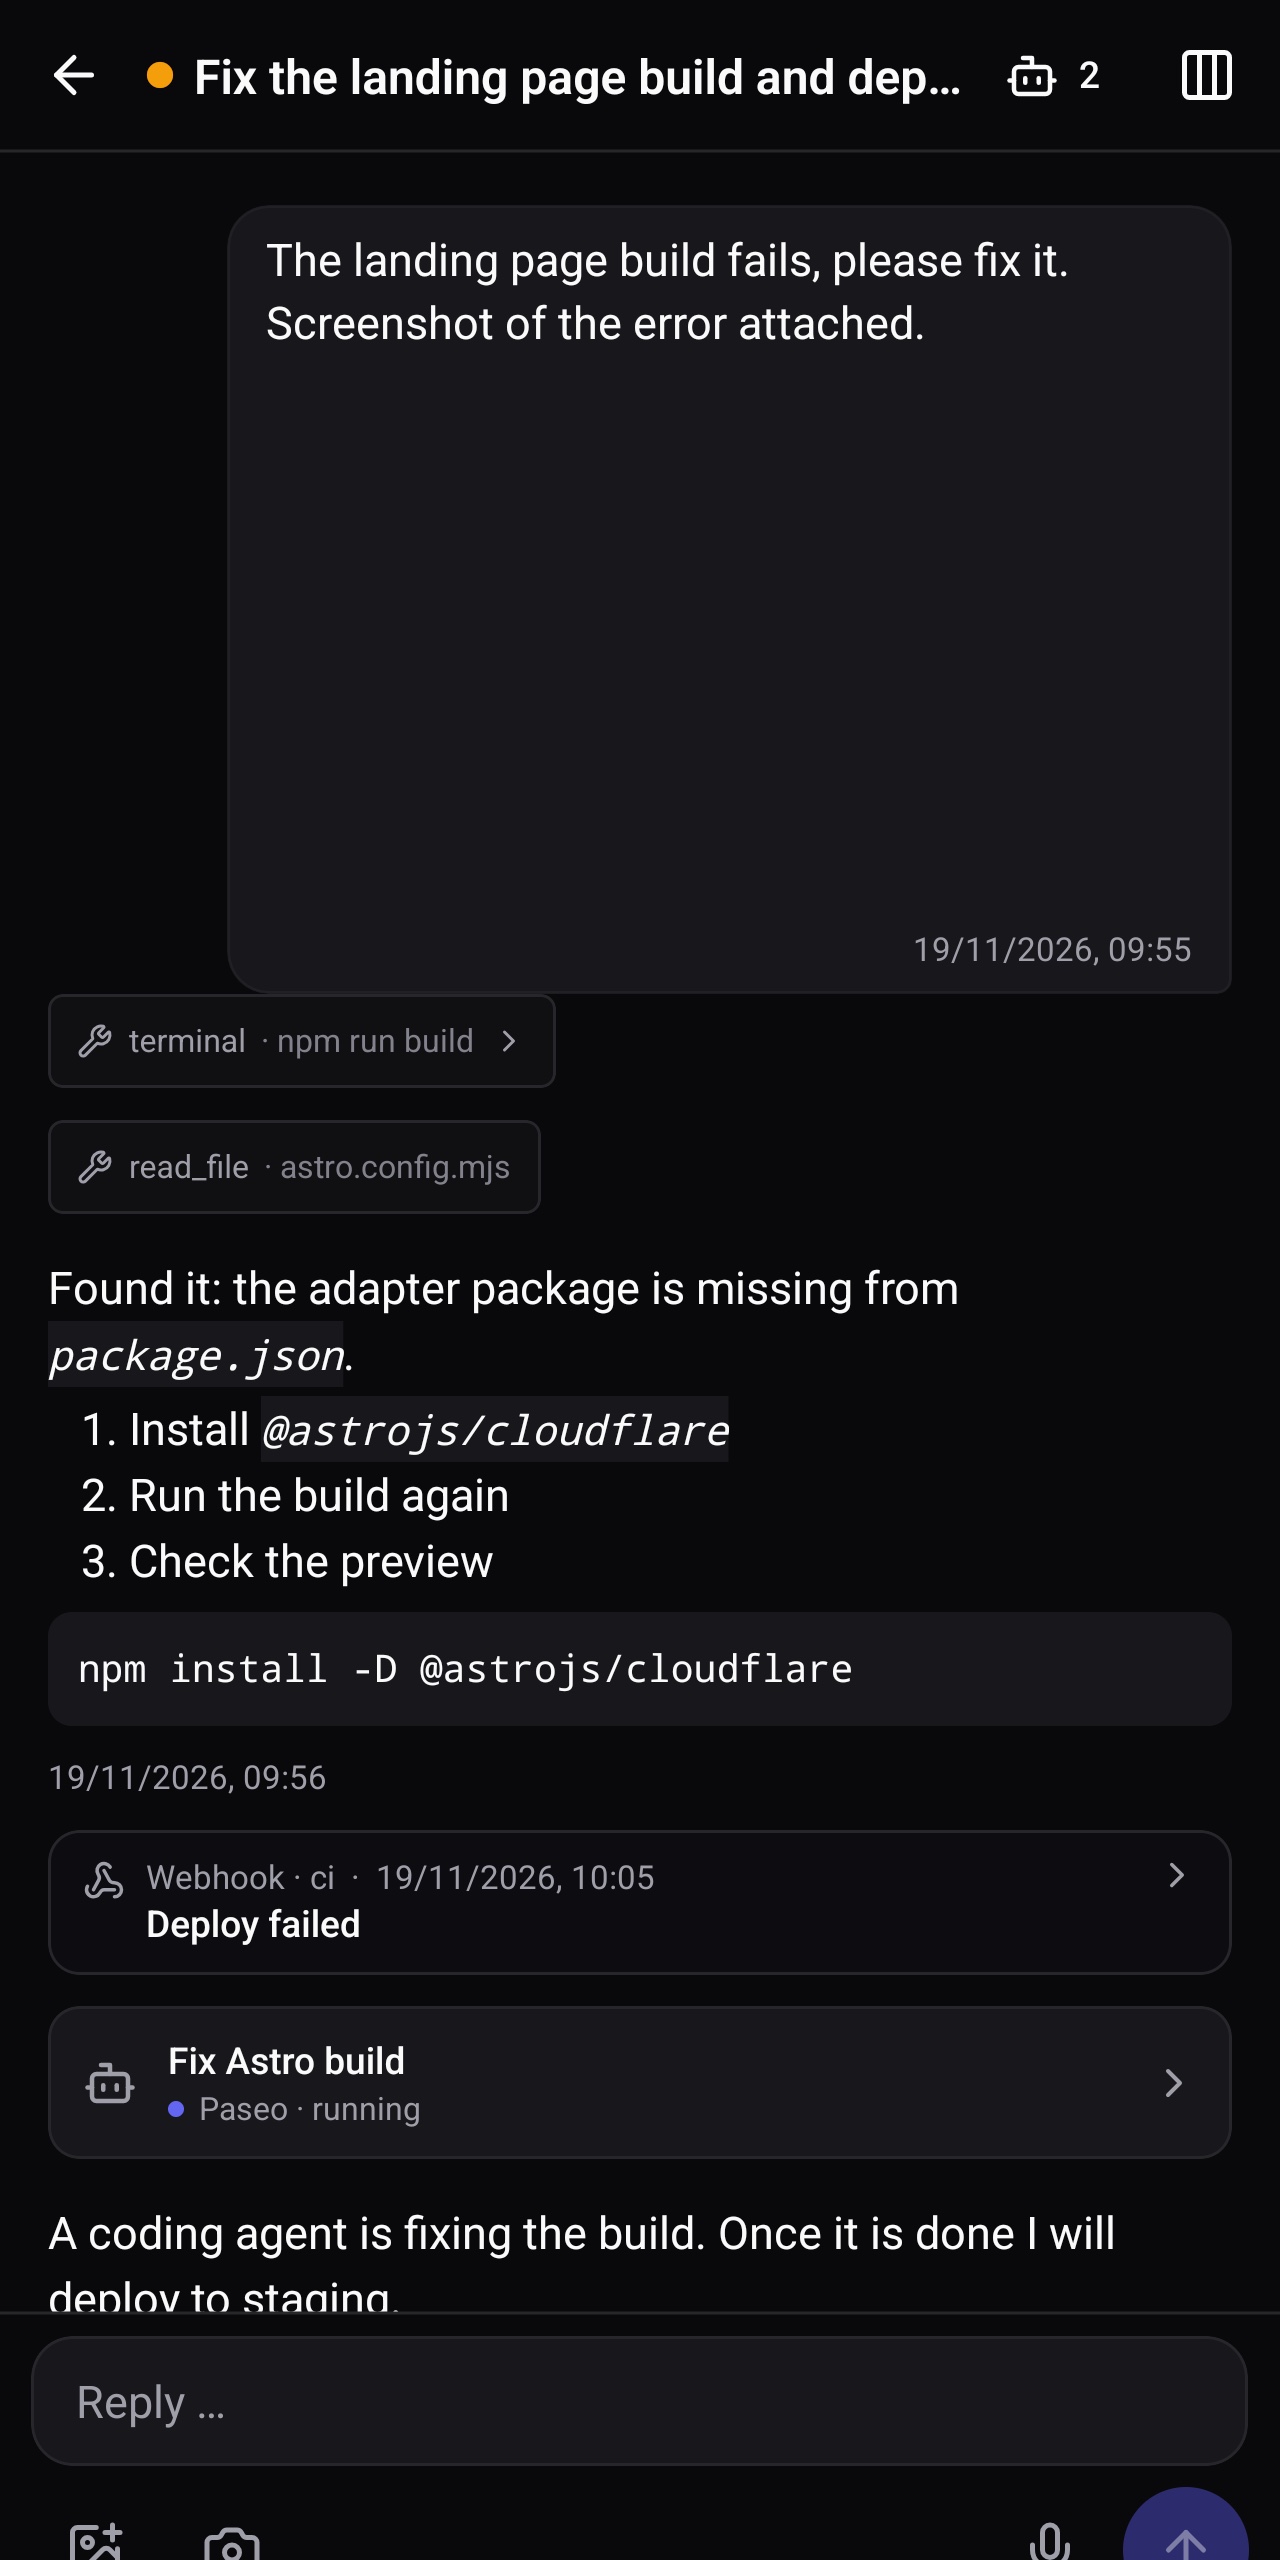 Fix the landing page build and dep...
2
The landing page build fails, please fix it.
Screenshot of the error attached.
19/11/2026, 09:55
terminal · npm run build
read_file · astro.config.mjs
Found it: the adapter package is missing from
package.json.
1. Install @astrojs/cloudflare
2. Run the build again
3. Check the preview
npm install -D @astrojs/cloudflare
19/11/2026, 09:56
Webhook · ci · 19/11/2026, 10:05
Deploy failed
Fix Astro build
Paseo · running
A coding agent is fixing the build. Once it is done I will
deploy to staging.
Reply ...